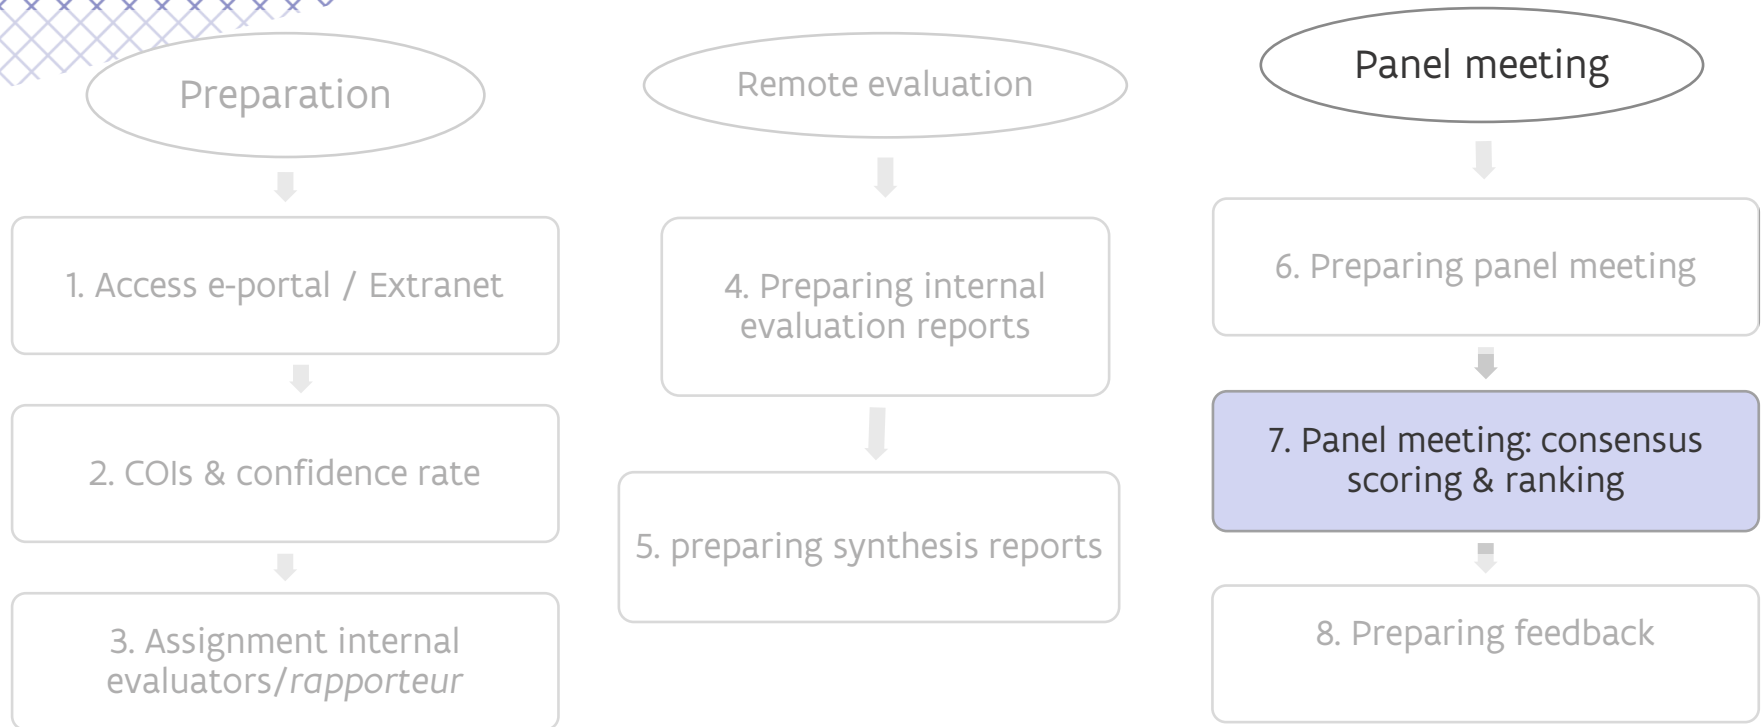 Preparation
1. Access e-portal / Extranet
2. COIs & confidence rate
3. Assignment internal
evaluators/rapporteur
Remote evaluation
4. Preparing internal
evaluation reports
5. preparing synthesis reports
Panel meeting
6. Preparing panel meeting
7. Panel meeting: consensus
scoring & ranking
8. Preparing feedback